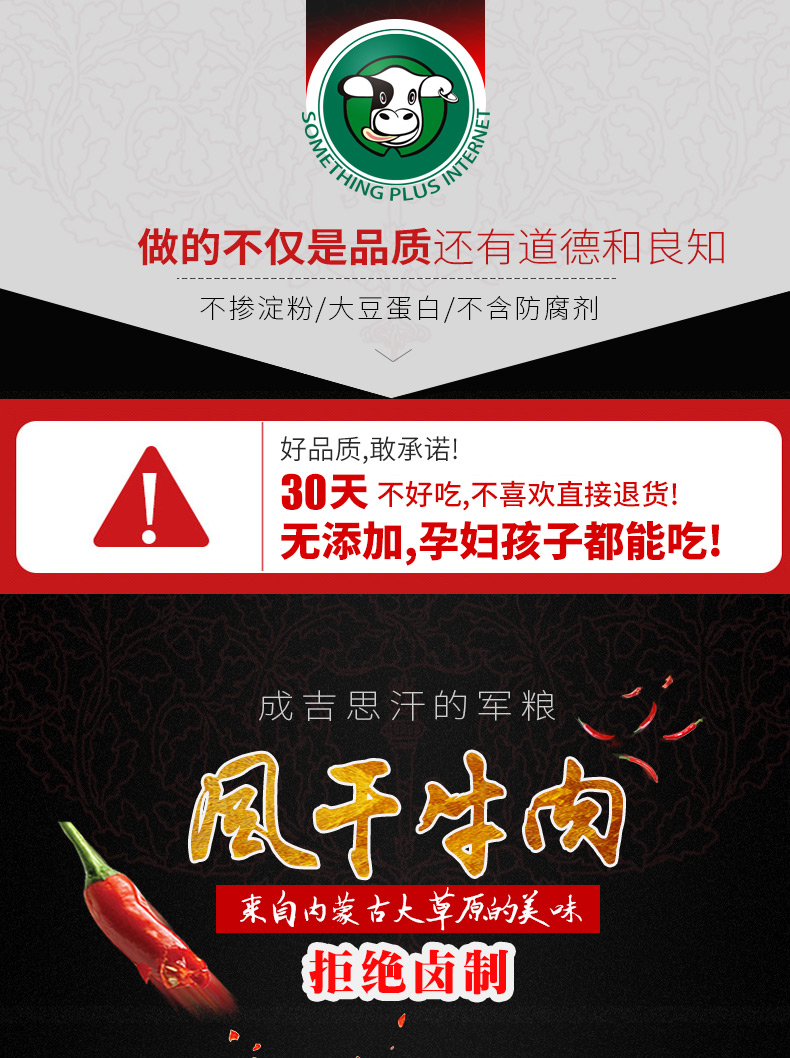 SOMETHING PLUS INTERNET
做的不仅是品质还有道德和良知
不掺淀粉/大豆蛋白/不含防腐剂
好品质,敢承诺!
30天 不好吃,不喜欢直接退货!
无添加,孕妇孩子都能吃!
成吉思汗的军粮
風干牛肉
来自内蒙古大草原的美味
拒绝卤制